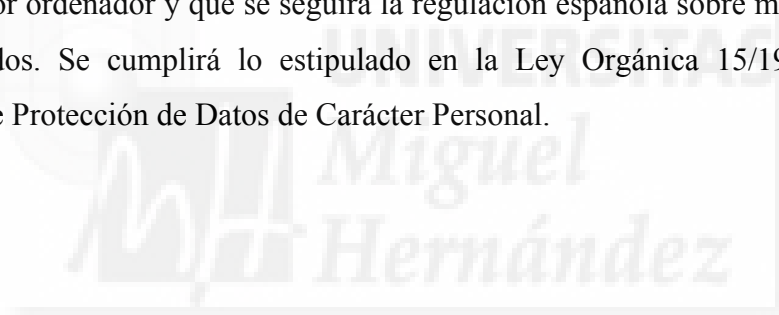 or ordenador y que se seguirá la regulación española sobre m
dos. Se cumplirá lo estipulado en la Ley Orgánica 15/19
e Protección de Datos de Carácter Personal.
UNIVERSITAS
Miguel
Hernández